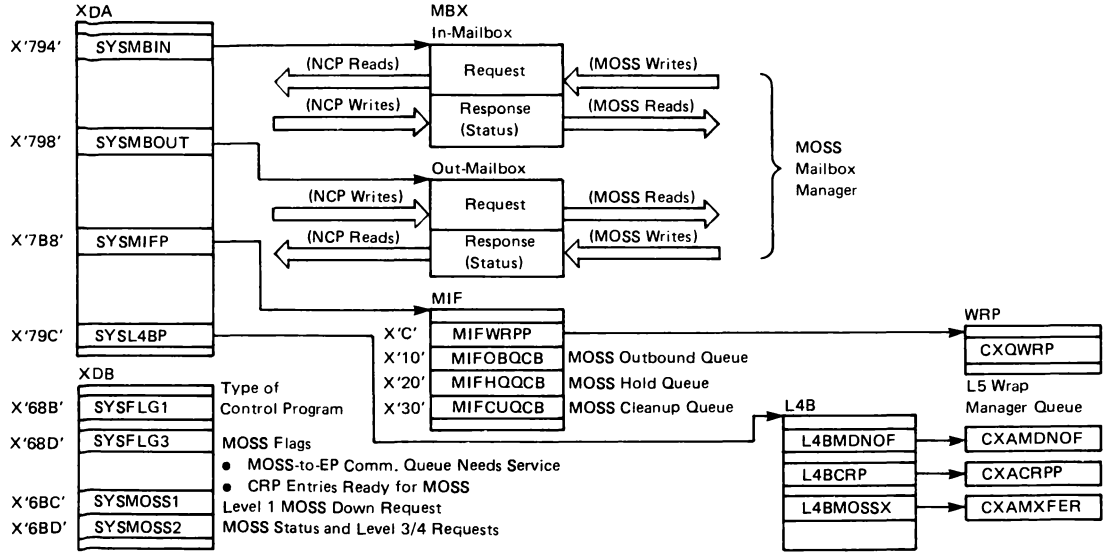 XDA
MBX
In-Mailbox
X'794' SYSMBIN
(NCP Reads) Request (MOSS Writes)
(NCP Writes) Response (Status) (MOSS Reads)
X'798' SYSMBOUT
MOSS
Mailbox
Manager
Out-Mailbox
(NCP Writes) Request (MOSS Reads)
X'7B8' SYSMIFP
(NCP Reads) Response (Status) (MOSS Writes)
MIF
WRP
X'79C' SYSL4BP
X'C' MIFWRPP
CXQWRP
X'10' MIFOBQCB MOSS Outbound Queue
X'20' MIFHQQCB MOSS Hold Queue
X'30' MIFCUQCB MOSS Cleanup Queue
L5 Wrap
Manager Queue
XDB
Type of
Control Program
X'68B' SYSFLG1
L4B
X'68D' SYSFLG3 MOSS Flags
• MOSS-to-EP Comm. Queue Needs Service
• CRP Entries Ready for MOSS
L4BMDNOF CXAMDNOF
L4BCRP CXACRPP
X'6BC' SYSMOSS1 Level 1 MOSS Down Request
L4BMOSSX CXAMXFER
X'6BD' SYSMOSS2 MOSS Status and Level 3/4 Requests